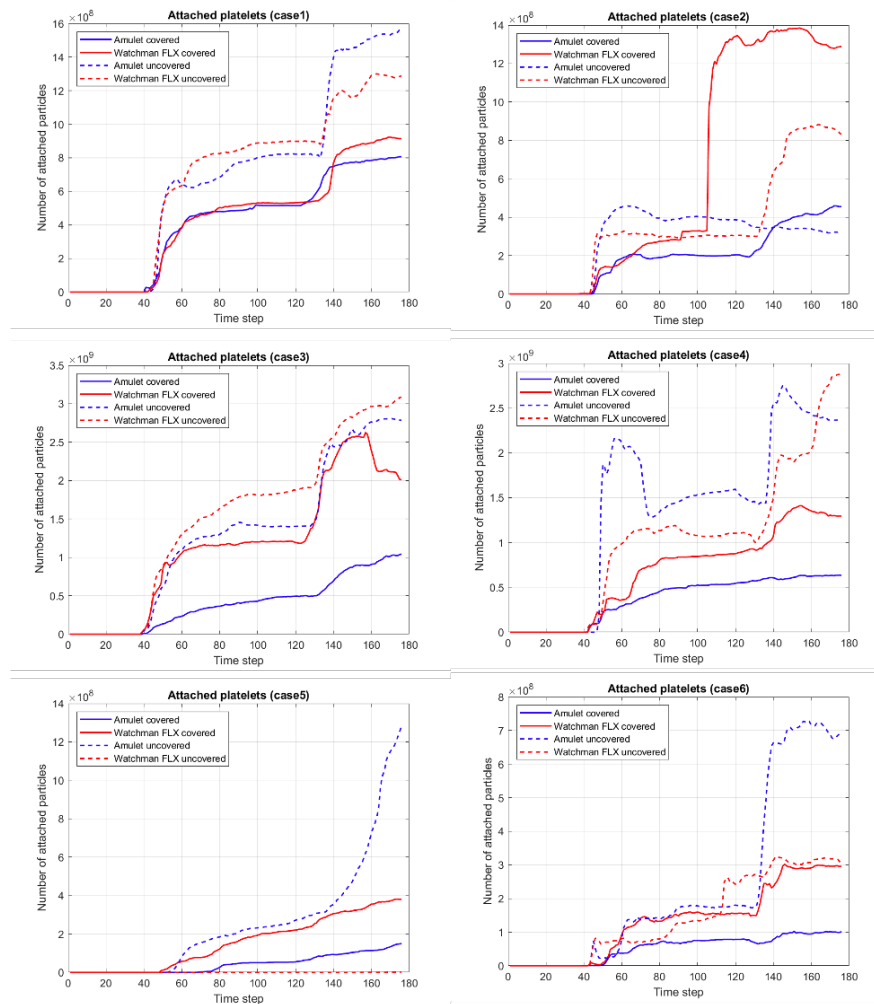 Attached platelets (case1)
×10⁸
16
14
12
10
8
6
4
2
0
Number of attached particles
Amulet covered
Watchman FLX covered
Amulet uncovered
Watchman FLX uncovered
0 20 40 60 80 100 120 140 160 180
Time step
Attached platelets (case2)
×10⁸
14
12
10
8
6
4
2
0
Number of attached particles
Amulet covered
Watchman FLX covered
Amulet uncovered
Watchman FLX uncovered
0 20 40 60 80 100 120 140 160 180
Time step
Attached platelets (case3)
×10⁹
3.5
3
2.5
2
1.5
1
0.5
0
Number of attached particles
Amulet covered
Watchman FLX covered
Amulet uncovered
Watchman FLX uncovered
0 20 40 60 80 100 120 140 160 180
Time step
Attached platelets (case4)
×10⁹
3
2.5
2
1.5
1
0.5
0
Number of attached particles
Amulet covered
Watchman FLX covered
Amulet uncovered
Watchman FLX uncovered
0 20 40 60 80 100 120 140 160 180
Time step
Attached platelets (case5)
×10⁸
14
12
10
8
6
4
2
0
Number of attached particles
Amulet covered
Watchman FLX covered
Amulet uncovered
Watchman FLX uncovered
0 20 40 60 80 100 120 140 160 180
Time step
Attached platelets (case6)
×10⁸
8
7
6
5
4
3
2
1
0
Number of attached particles
Amulet covered
Watchman FLX covered
Amulet uncovered
Watchman FLX uncovered
0 20 40 60 80 100 120 140 160 180
Time step